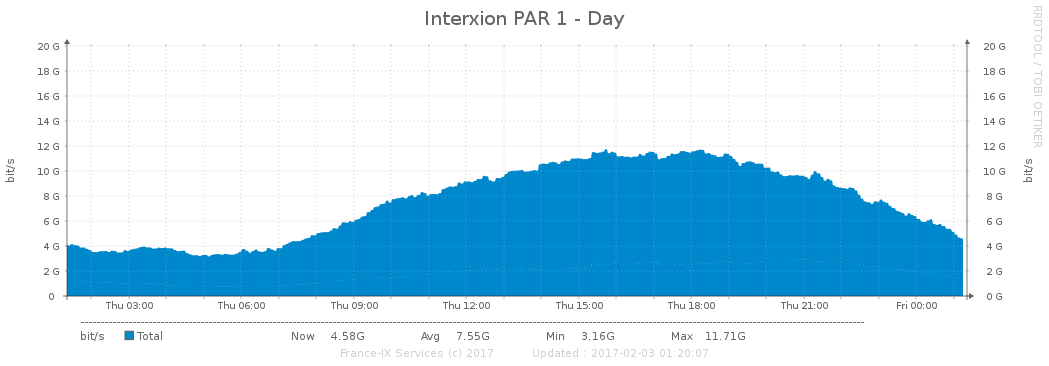 Interxion PAR 1 - Day
RRDTOOL / TOBI OETIKER
bit/s
20 G 20 G
18 G 18 G
16 G 16 G
14 G 14 G
12 G 12 G
10 G 10 G
8 G 8 G
6 G 6 G
4 G 4 G
2 G 2 G
0 0 G
bit/s
Thu 03:00 Thu 06:00 Thu 09:00 Thu 12:00 Thu 15:00 Thu 18:00 Thu 21:00 Fri 00:00
bit/s Total Now 4.58G Avg 7.55G Min 3.16G Max 11.71G
France-IX Services (c) 2017 Updated : 2017-02-03 01:20:07